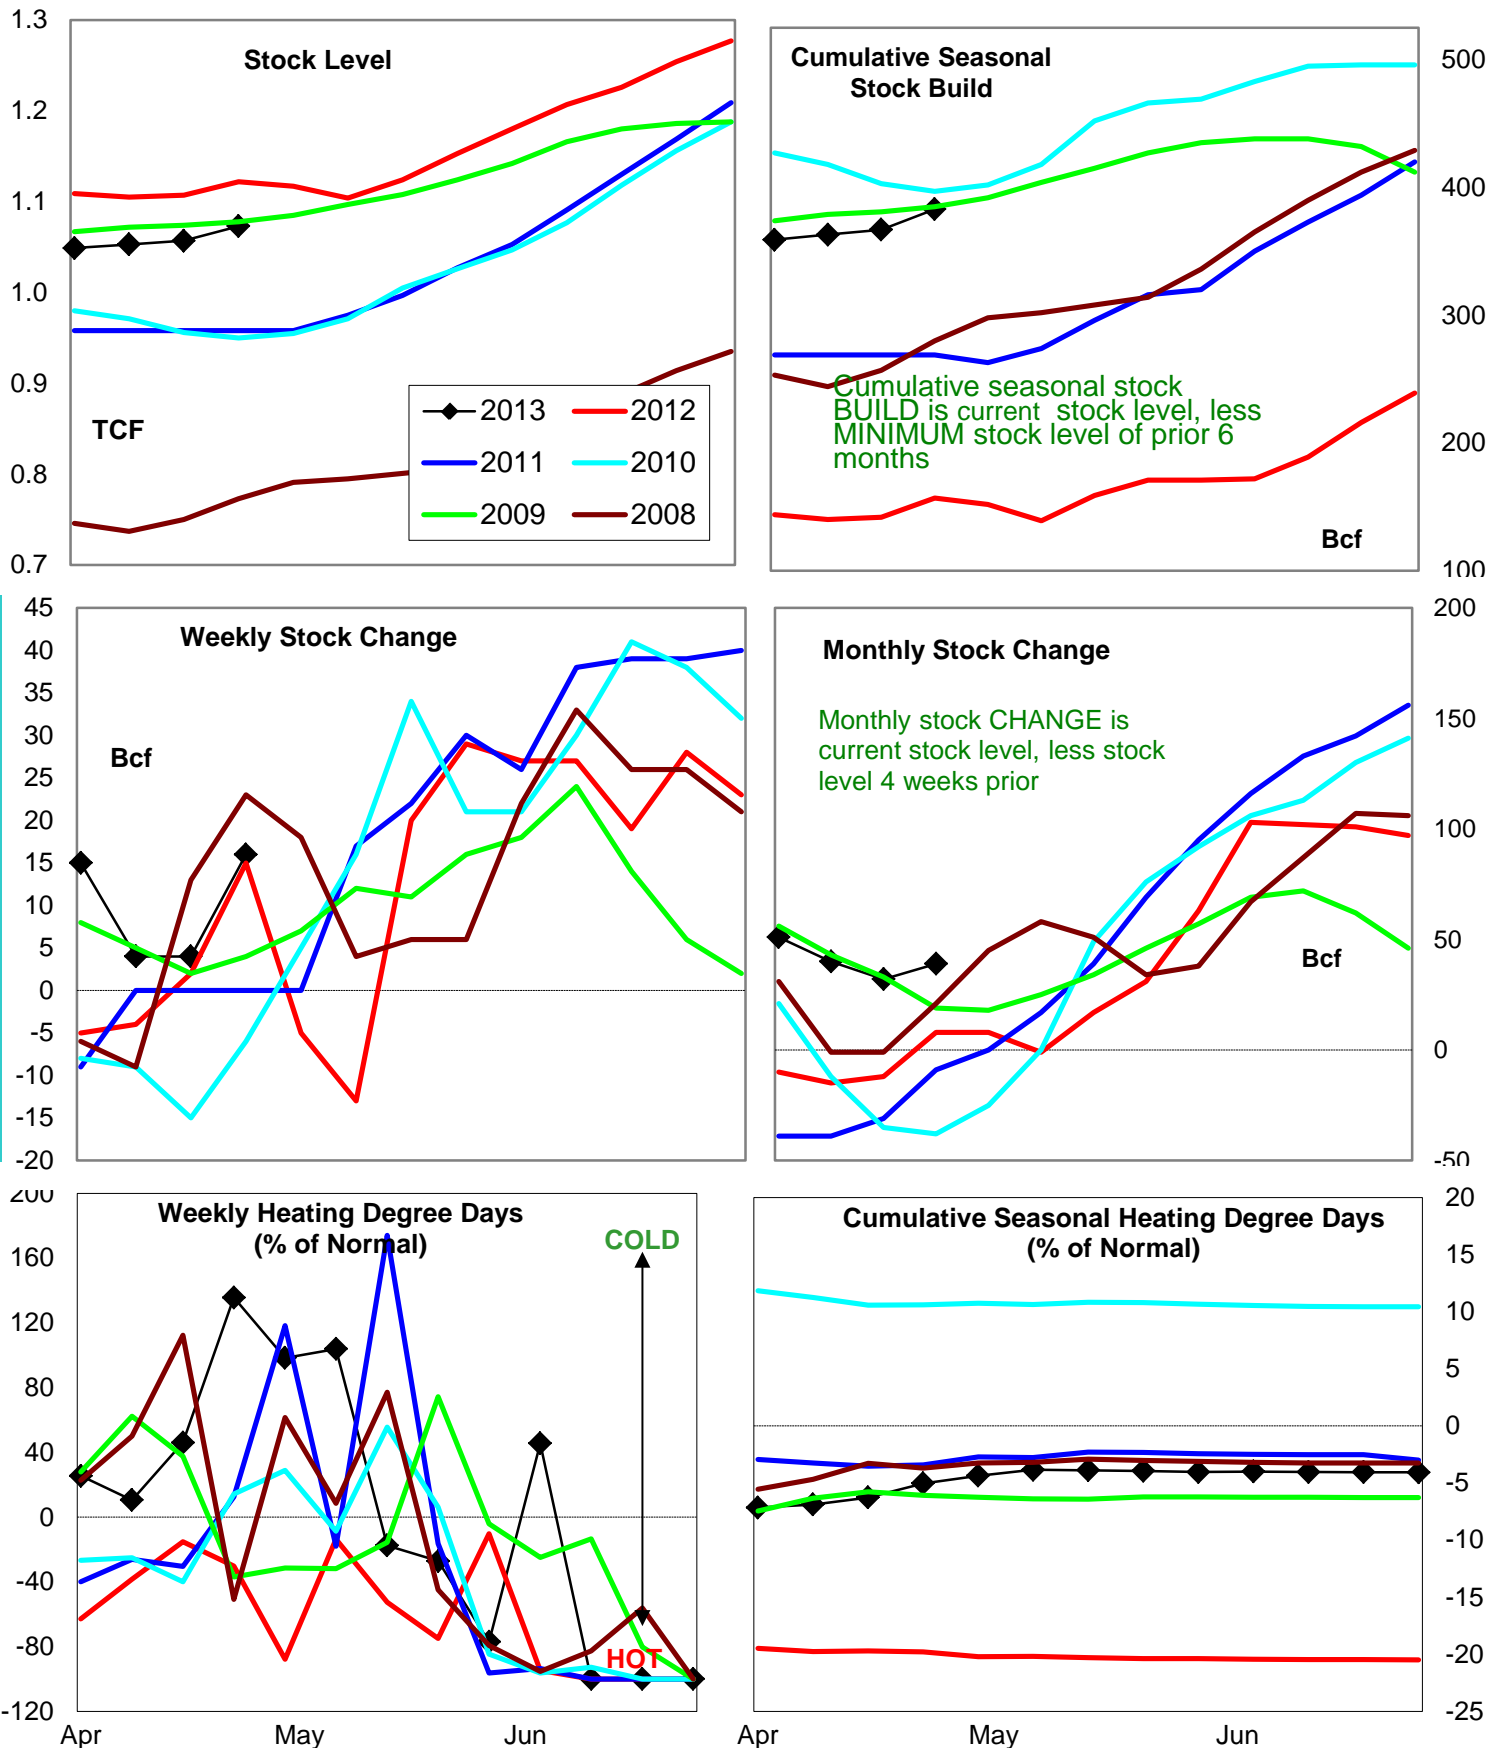 1.3
1.2
1.1
1.0
0.9
0.8
0.7
Stock Level
TCF
2013
2012
2011
2010
2009
2008
Cumulative Seasonal
Stock Build
500
400
300
200
100
Cumulative seasonal stock
BUILD is current stock level, less
MINIMUM stock level of prior 6
months
Bcf
45
40
35
30
25
20
15
10
5
0
-5
-10
-15
-20
Weekly Stock Change
Bcf
Monthly Stock Change
Monthly stock CHANGE is
current stock level, less stock
level 4 weeks prior
Bcf
200
150
100
50
0
-50
200
160
120
80
40
0
-40
-80
-120
Weekly Heating Degree Days
(% of Normal)
COLD
HOT
Apr
May
Jun
Cumulative Seasonal Heating Degree Days
(% of Normal)
20
15
10
5
0
-5
-10
-15
-20
-25
Apr
May
Jun